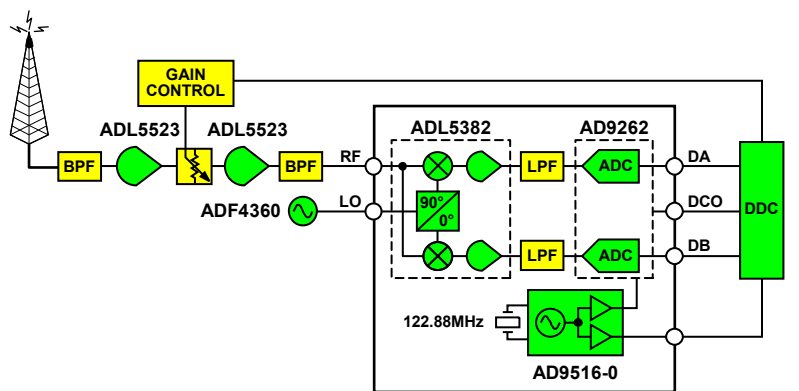 GAIN
CONTROL
ADL5523
ADL5523
ADL5382
AD9262
BPF
BPF
RF
LPF
ADC
DA
ADF4360
LO
90°
0°
DCO
DDC
LPF
ADC
DB
122.88MHz
AD9516-0